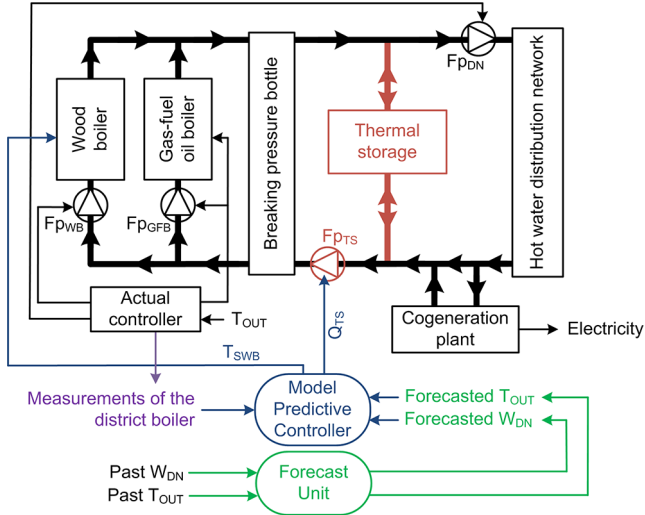 Fp_DN
Wood
boiler
Gas-fuel
oil boiler
Breaking pressure bottle
Thermal
storage
Hot water distribution network
Fp_WB
Fp_GFB
Fp_TS
Actual
controller
T_OUT
Q_TS
Cogeneration
plant
Electricity
T_SWB
Measurements of the
district boiler
Model
Predictive
Controller
Forecasted T_OUT
Forecasted W_DN
Past W_DN
Past T_OUT
Forecast
Unit